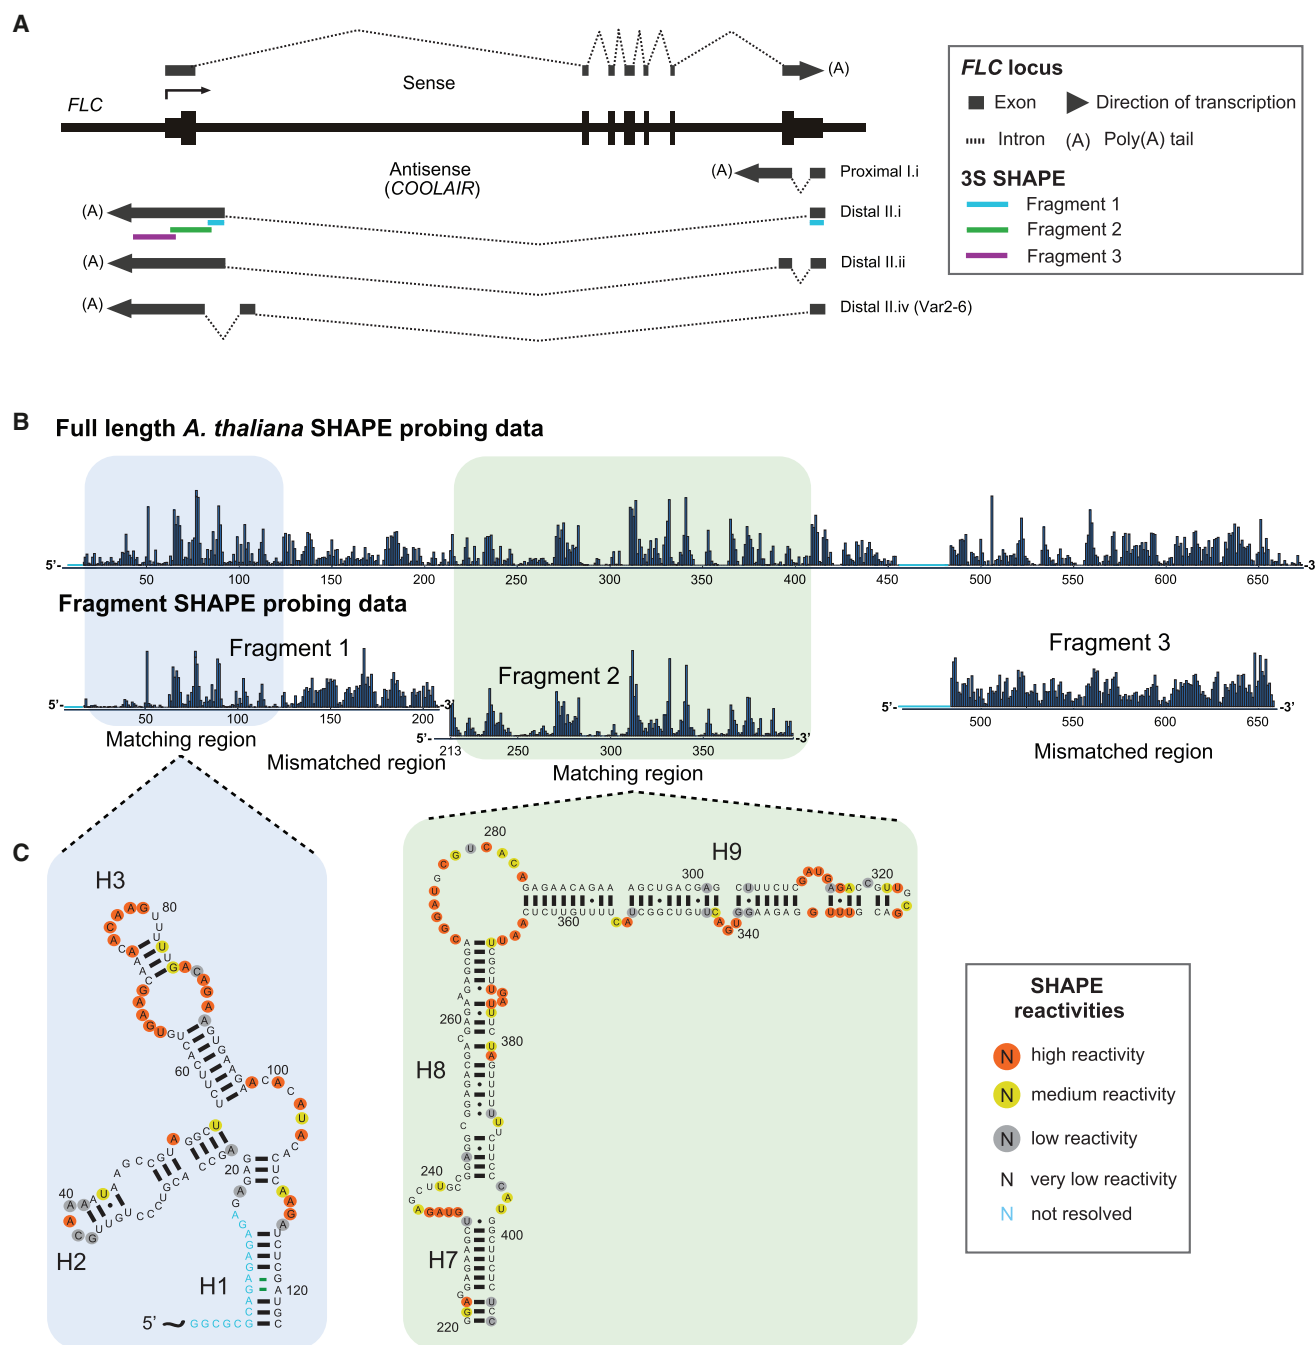 A
Sense
(A)
FLC
Antisense
(COOLAIR)
(A)
Proximal I.i
(A)
Distal II.i
(A)
Distal II.ii
(A)
Distal II.iv (Var2-6)
FLC locus
Exon
Direction of transcription
Intron
(A) Poly(A) tail
3S SHAPE
Fragment 1
Fragment 2
Fragment 3
B
Full length A. thaliana SHAPE probing data
5'-
50 100 150 200 250 300 350 400 450 500 550 600 650
-3'
Fragment SHAPE probing data
Fragment 1
Fragment 2
Fragment 3
5'-
50 100 150 200
-3'
5'-
213 250 300 350
-3'
5'-
500 550 600 650
-3'
Matching region
Mismatched region
Matching region
Mismatched region
C
H3
80
60
100
20
40
H2
H1
120
5'
GGCGCG
280
H9
300
320
GAGAACAGAA
AGCUGACGAG
CUUUCUC
360
340
260
H8
380
240
H7
400
220
SHAPE
reactivities
N high reactivity
N medium reactivity
N low reactivity
N very low reactivity
N not resolved